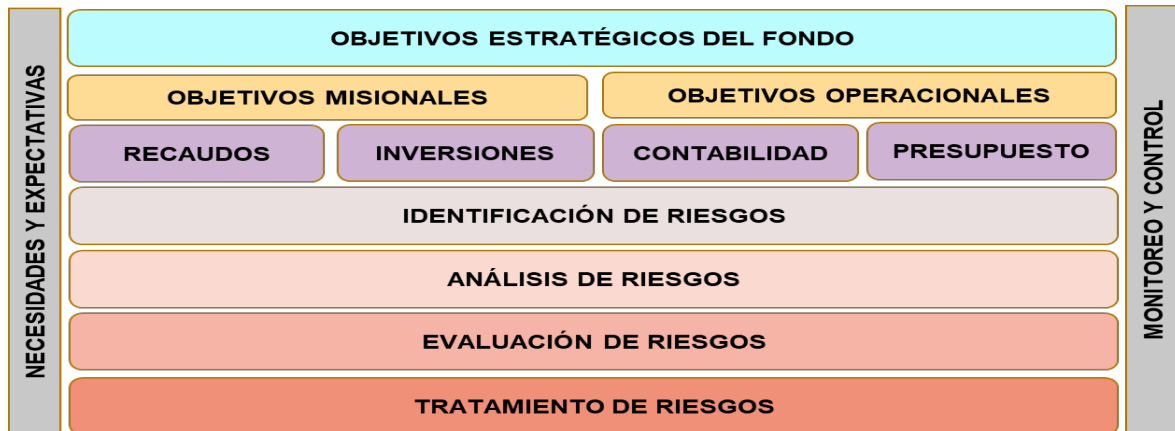 NECESIDADES Y EXPECTATIVAS
OBJETIVOS ESTRATÉGICOS DEL FONDO
OBJETIVOS MISIONALES
OBJETIVOS OPERACIONALES
RECAUDOS
INVERSIONES
CONTABILIDAD
PRESUPUESTO
IDENTIFICACIÓN DE RIESGOS
ANÁLISIS DE RIESGOS
EVALUACIÓN DE RIESGOS
TRATAMIENTO DE RIESGOS
MONITOREO Y CONTROL